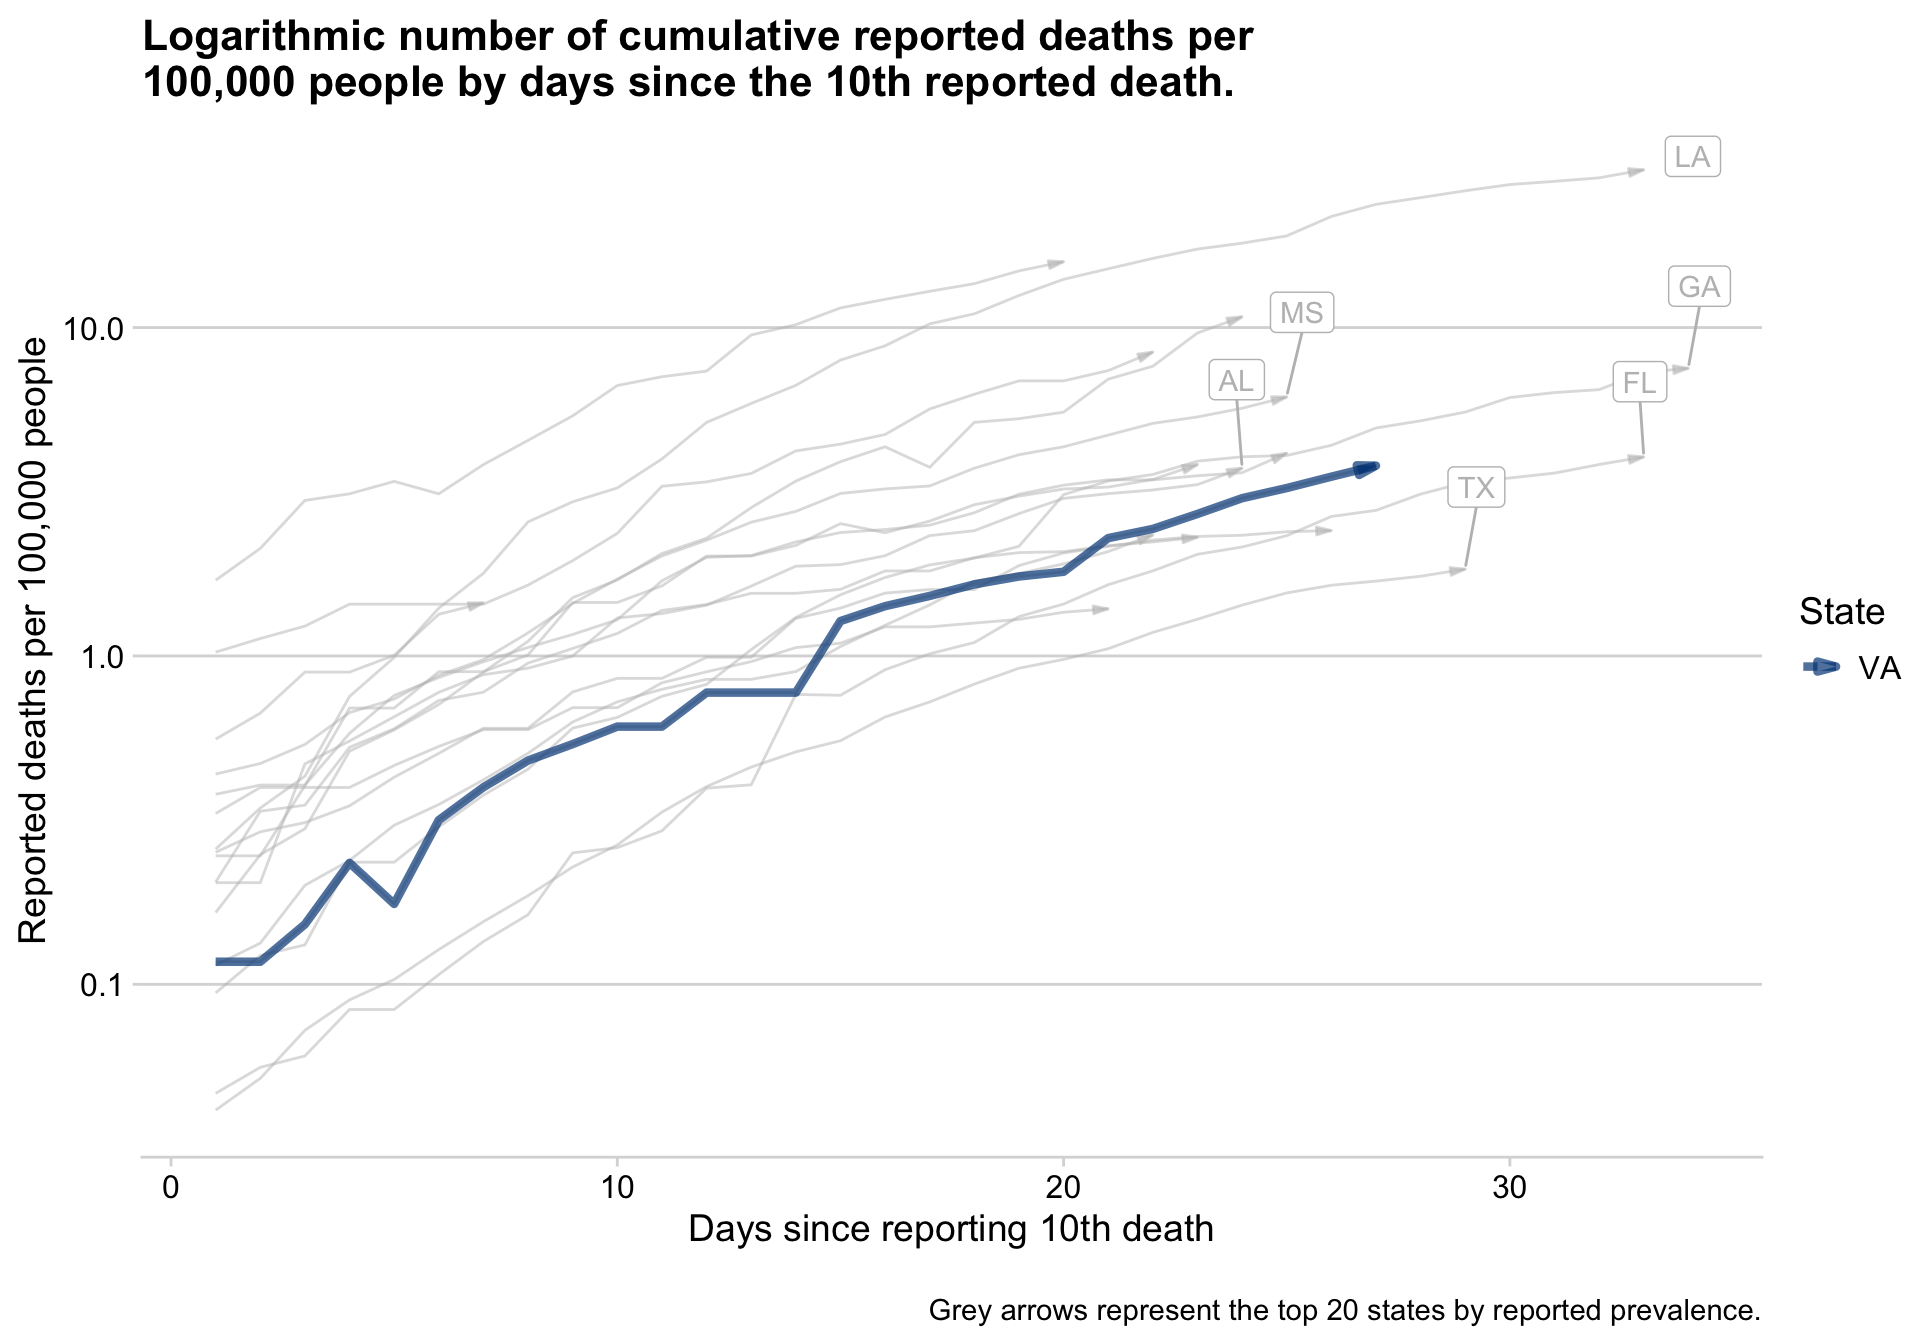 Logarithmic number of cumulative reported deaths per
100,000 people by days since the 10th reported death.
LA
GA
MS
AL
FL
TX
Reported deaths per 100,000 people
10.0
1.0
0.1
State
VA
0
10
20
30
Days since reporting 10th death
Grey arrows represent the top 20 states by reported prevalence.